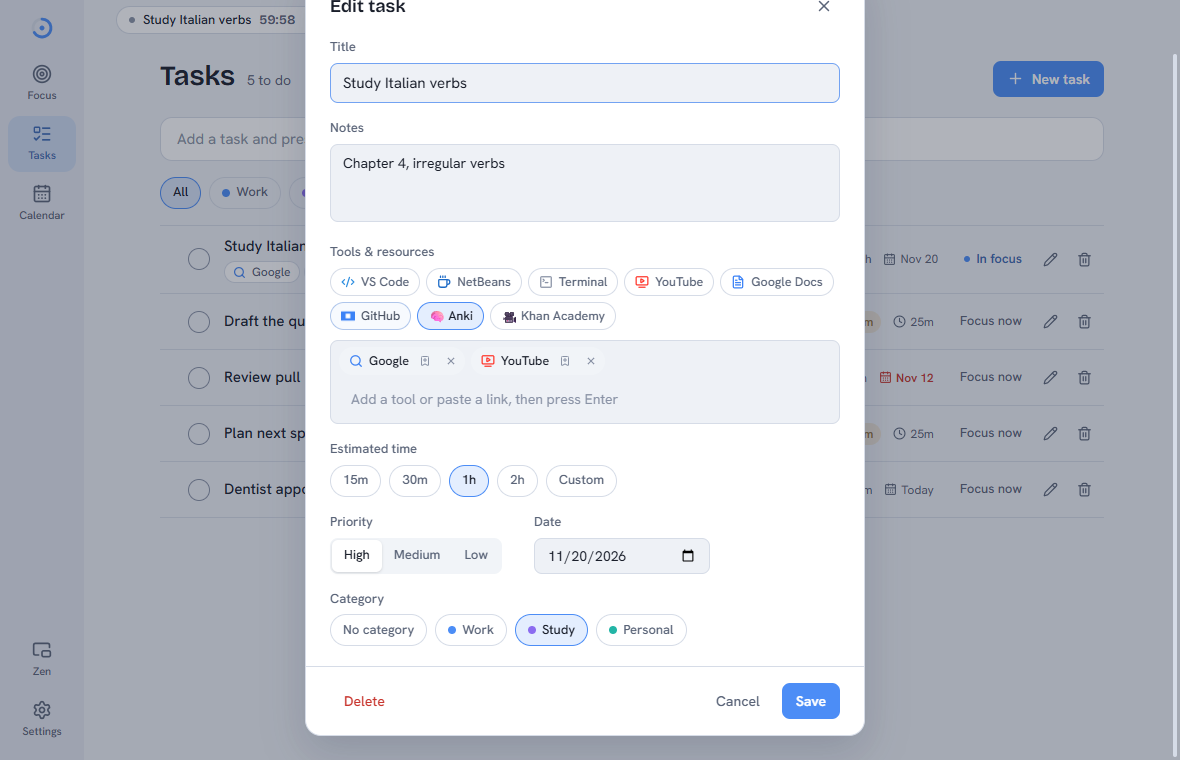 Study Italian verbs 59:58
Edit task
Focus
Tasks
Calendar
Zen
Settings
Tasks 5 to do
New task
Add a task and pre
All Work
Study Italian
Google
h Nov 20 In focus
Draft the qu
m 25m Focus now
Review pull
Nov 12 Focus now
Plan next sp
m 25m Focus now
Dentist appo
m Today Focus now
Title
Study Italian verbs
Notes
Chapter 4, irregular verbs
Tools & resources
VS Code NetBeans Terminal YouTube Google Docs
GitHub Anki Khan Academy
Google YouTube
Add a tool or paste a link, then press Enter
Estimated time
15m 30m 1h 2h Custom
Priority Date
High Medium Low 11/20/2026
Category
No category Work Study Personal
Delete Cancel Save